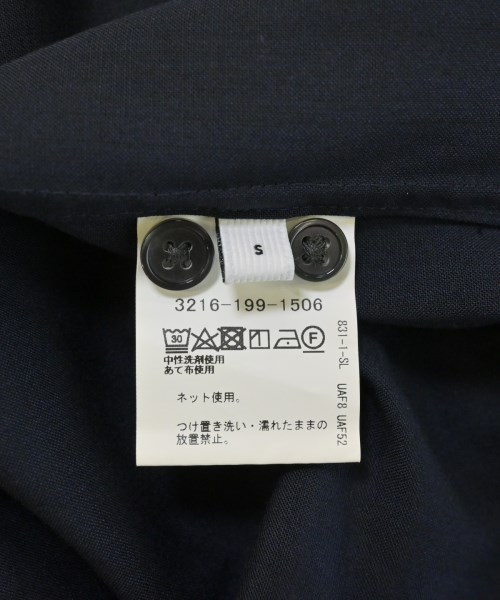 S
3216-199-1506
30
F
中性洗剤使用
あて布使用
ネット使用。
つけ置き洗い・濡れたままの
放置禁止。
831-1-SL UAF8 UAF52